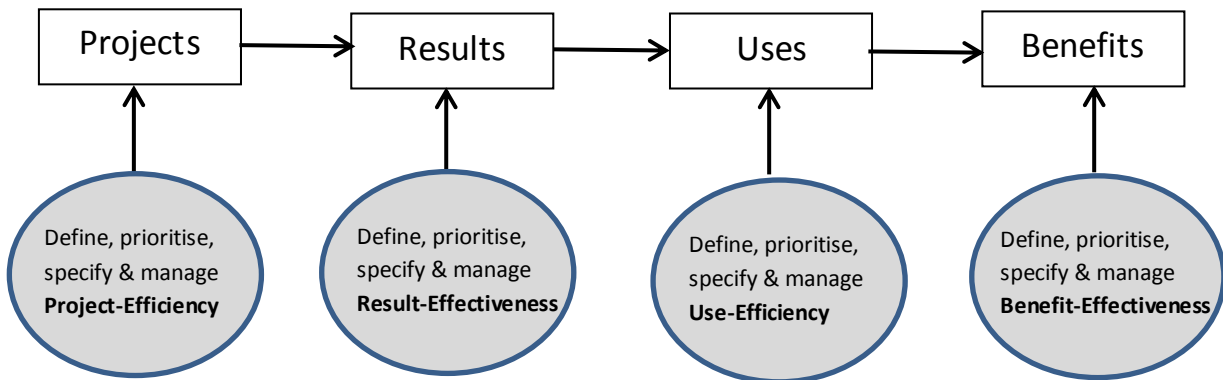 Projects
Results
Uses
Benefits
Define, prioritise,
specify & manage
Project-Efficiency
Define, prioritise,
specify & manage
Result-Effectiveness
Define, prioritise,
specify & manage
Use-Efficiency
Define, prioritise,
specify & manage
Benefit-Effectiveness